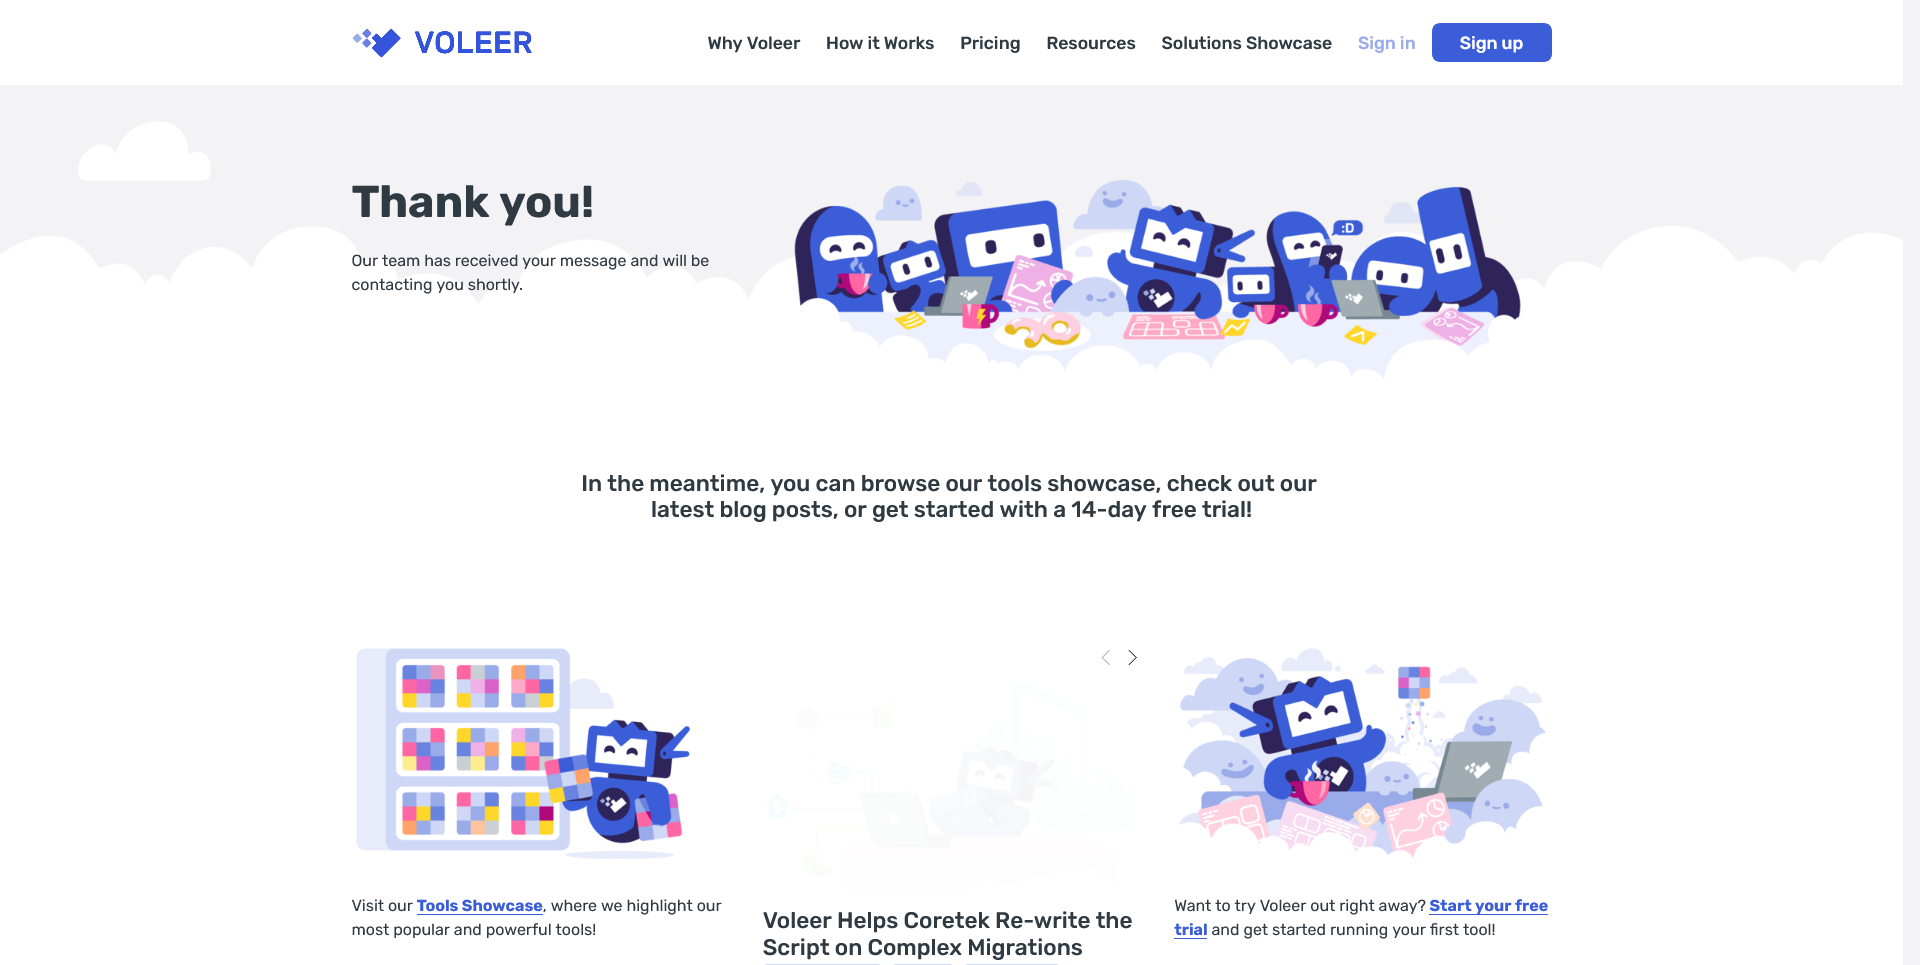 VOLEER
Why Voleer
How it Works
Pricing
Resources
Solutions Showcase
Sign in
Sign up
Thank you!
Our team has received your message and will be
contacting you shortly.
:D
In the meantime, you can browse our tools showcase, check out our
latest blog posts, or get started with a 14-day free trial!
Visit our Tools Showcase, where we highlight our
most popular and powerful tools!
Voleer Helps Coretek Re-write the
Script on Complex Migrations
Want to try Voleer out right away? Start your free
trial and get started running your first tool!